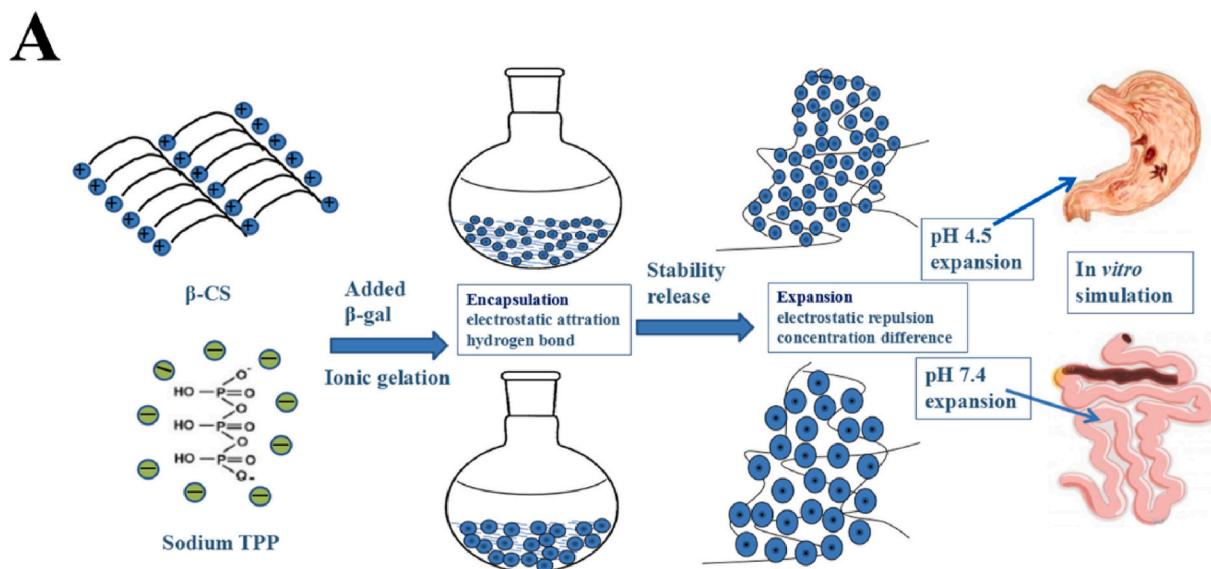 A
β-CS
O-
HO P O
O
HO P O
O
HO P O
O-
Sodium TPP
Added
β-gal
Ionic gelation
Encapsulation
electrostatic attration
hydrogen bond
Stability
release
Expansion
electrostatic repulsion
concentration difference
pH 4.5
expansion
pH 7.4
expansion
In vitro
simulation